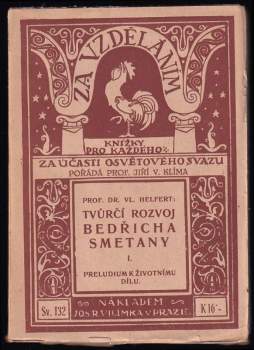 ZA VZDĚLÁNÍM
KNÍŽKY
PRO KAŽDÉHO
ZA ÚČASTI OSVĚTOVÉHO SVAZU
POŘÁDÁ PROF. JIŘÍ V. KLÍMA
PROF. DR. VL. HELFERT:
TVŮRČÍ ROZVOJ
BEDŘICHA
SMETANY
I.
PRELUDIUM K ŽIVOTNÍMU
DÍLU.
Sv. 132
NÁKLADEM
JOS R VILÍMKA V PRAZE
K 16·-